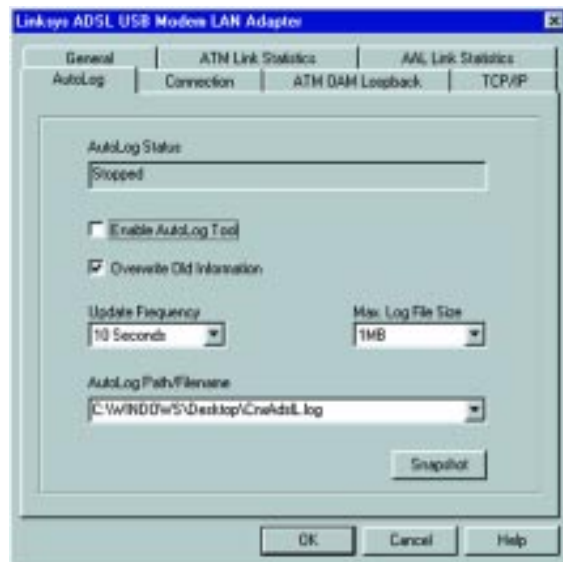 Linksys ADSL USB Modem LAN Adapter
General ATM Link Statistics AAL Link Statistics
AutoLog Connection ATM OAM Loopback TCP/IP
AutoLog Status
Stopped
Enable AutoLog Tool
Overwrite Old Information
Update Frequency Max. Log File Size
10 Seconds 1MB
AutoLog Path/Filename
C:\WINDOWS\Desktop\CnxAdslL.log
Snapshot
OK Cancel Help